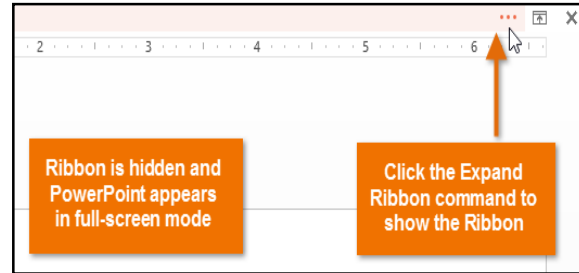 2 3 4 5 6
Ribbon is hidden and
PowerPoint appears
in full-screen mode
Click the Expand
Ribbon command to
show the Ribbon